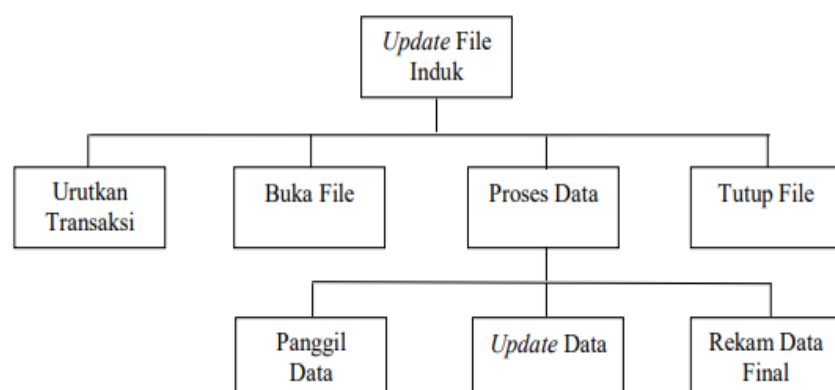 Update File
Induk
Urutkan
Transaksi
Buka File
Proses Data
Tutup File
Panggil
Data
Update Data
Rekam Data
Final